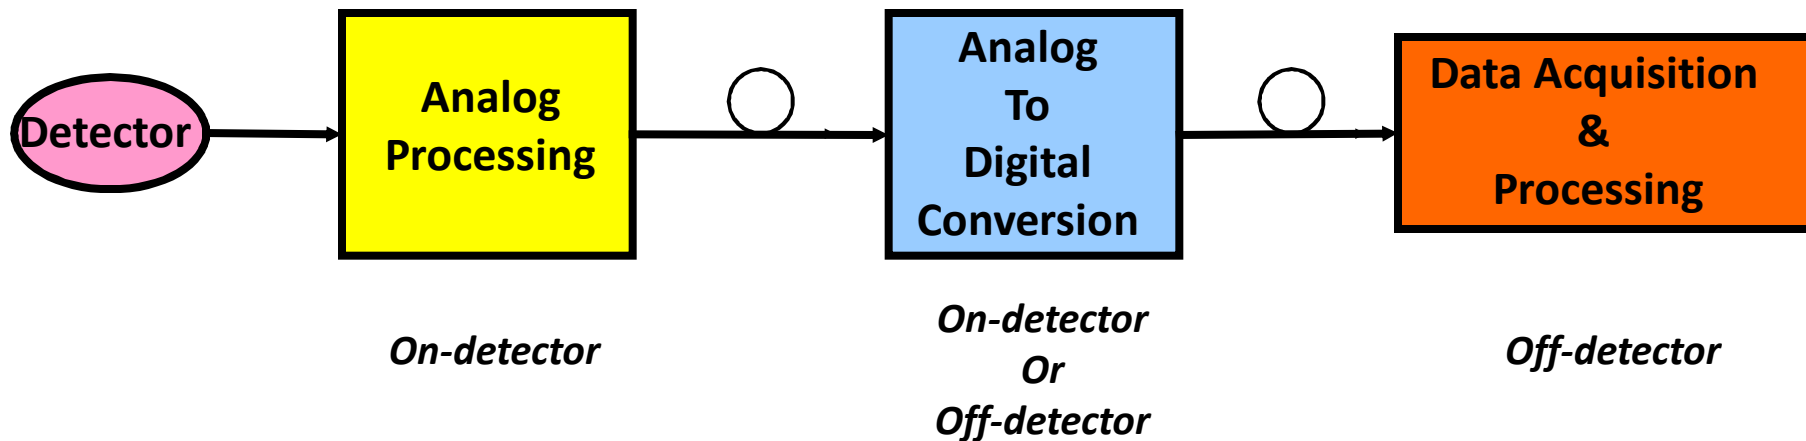 Detector
Analog
Processing
Analog
To
Digital
Conversion
Data Acquisition
&
Processing
On-detector
On-detector
Or
Off-detector
Off-detector